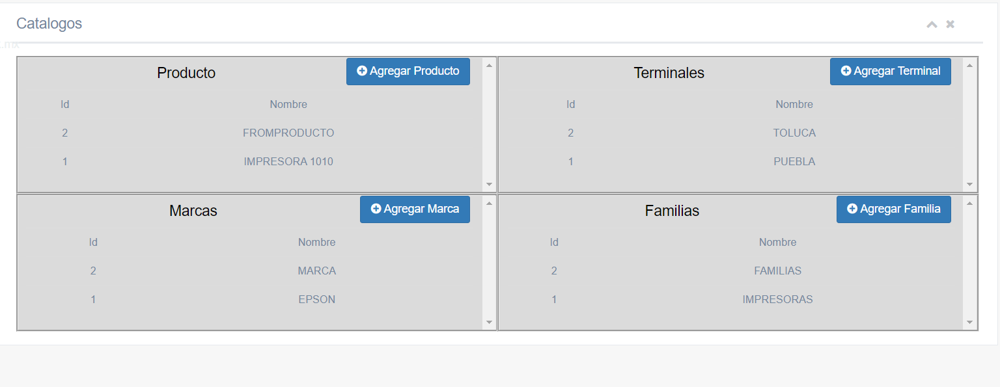 Catalogos
.mx
Producto Agregar Producto
Id Nombre
2 FROMPRODUCTO
1 IMPRESORA 1010
Terminales Agregar Terminal
Id Nombre
2 TOLUCA
1 PUEBLA
Marcas Agregar Marca
Id Nombre
2 MARCA
1 EPSON
Familias Agregar Familia
Id Nombre
2 FAMILIAS
1 IMPRESORAS